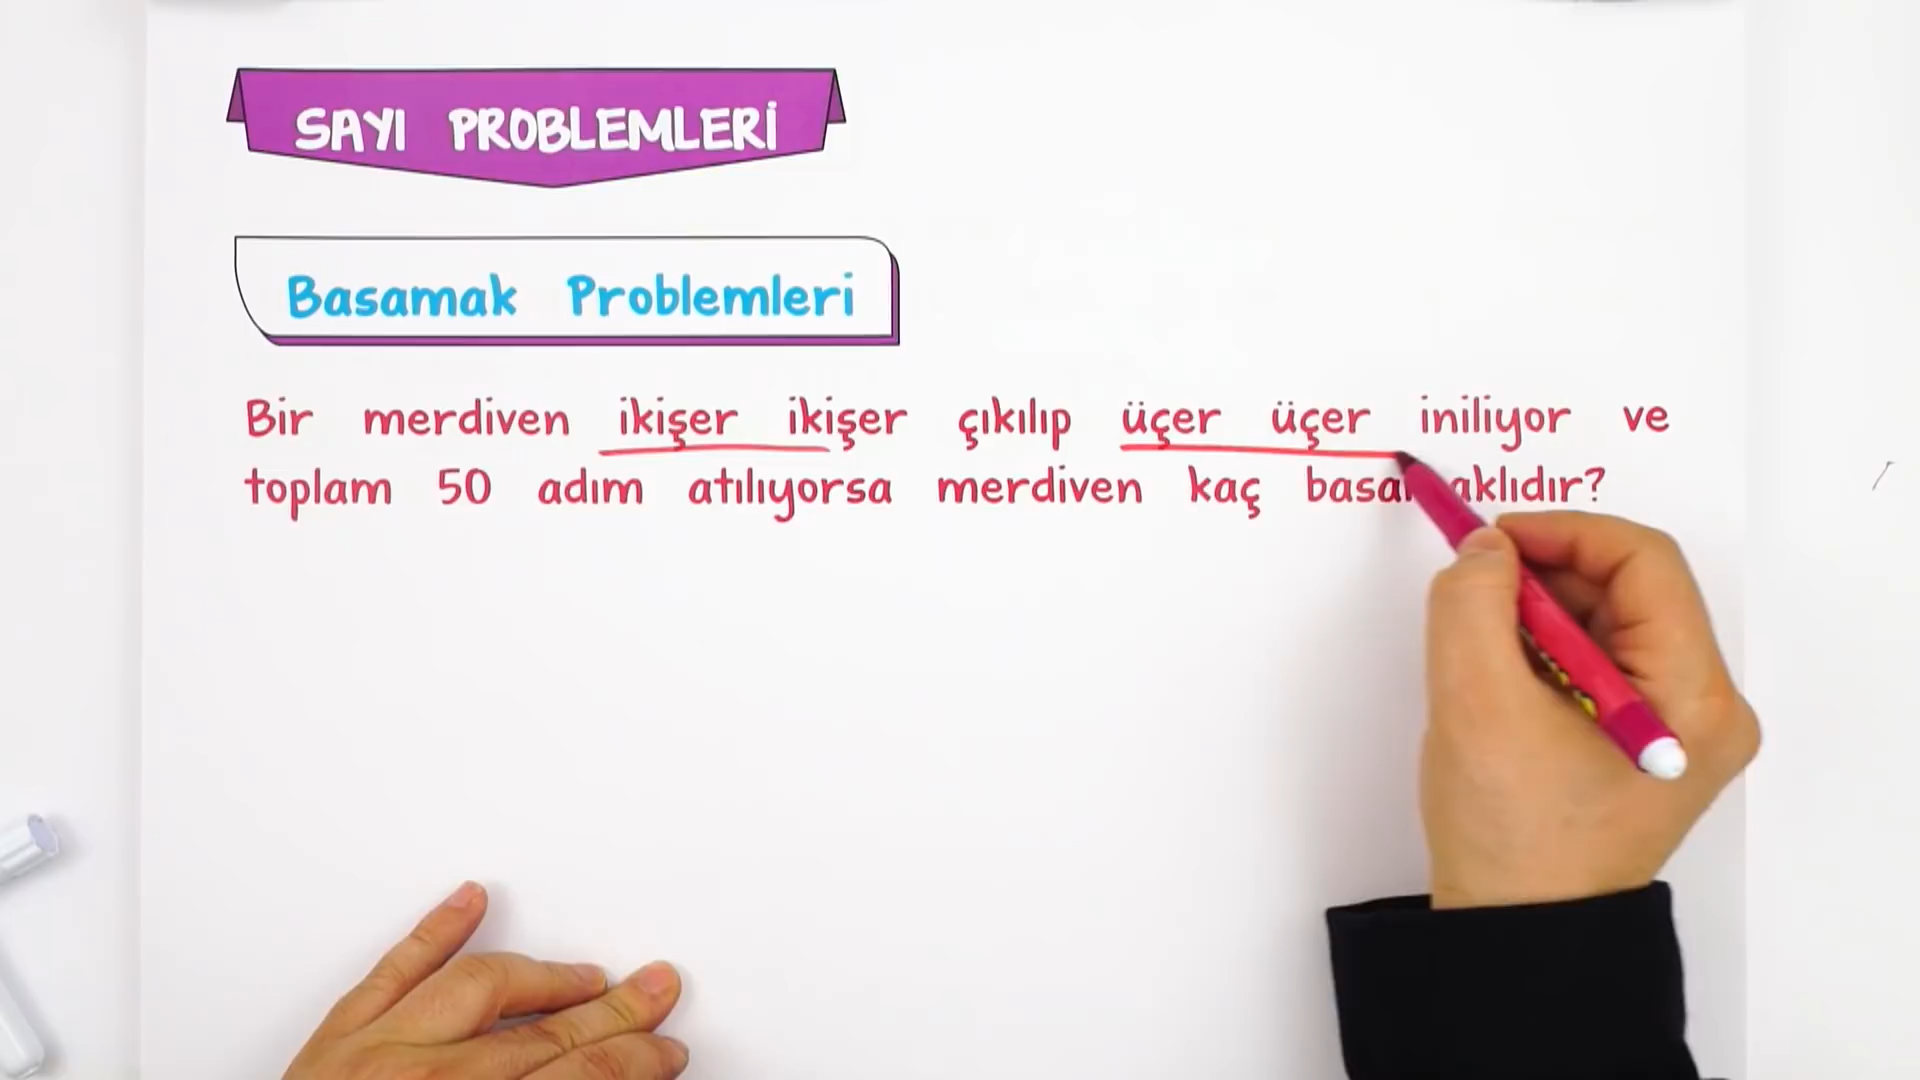 SAYI PROBLEMLERİ
Basamak Problemleri
Bir merdiven ikişer ikişer çıkılıp üçer üçer iniliyor ve
toplam 50 adım atılıyorsa merdiven kaç